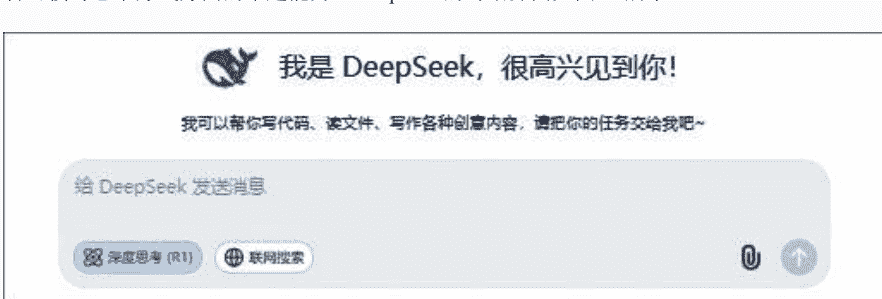 我是 DeepSeek，很高兴见到你！
我可以帮你写代码、读文件、写作各种创意内容，请把你的任务交给我吧~
给 DeepSeek 发送消息
深度思考 (R1) 联网搜索